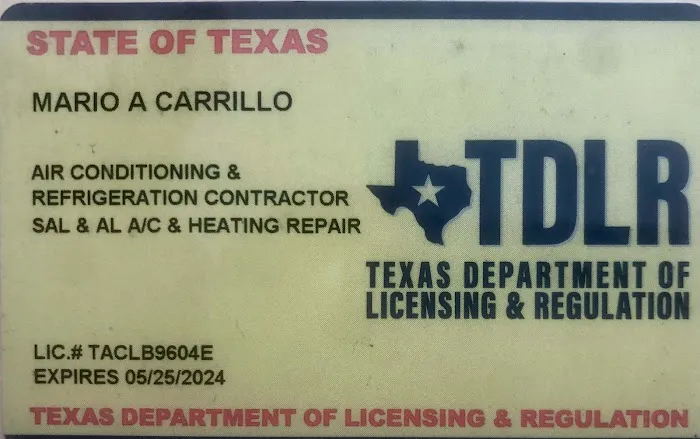 STATE OF TEXAS
MARIO A CARRILLO
AIR CONDITIONING &
REFRIGERATION CONTRACTOR
SAL & AL A/C & HEATING REPAIR
TDLR
TEXAS DEPARTMENT OF
LICENSING & REGULATION
LIC.# TACLB9604E
EXPIRES 05/25/2024
TEXAS DEPARTMENT OF LICENSING & REGULATION